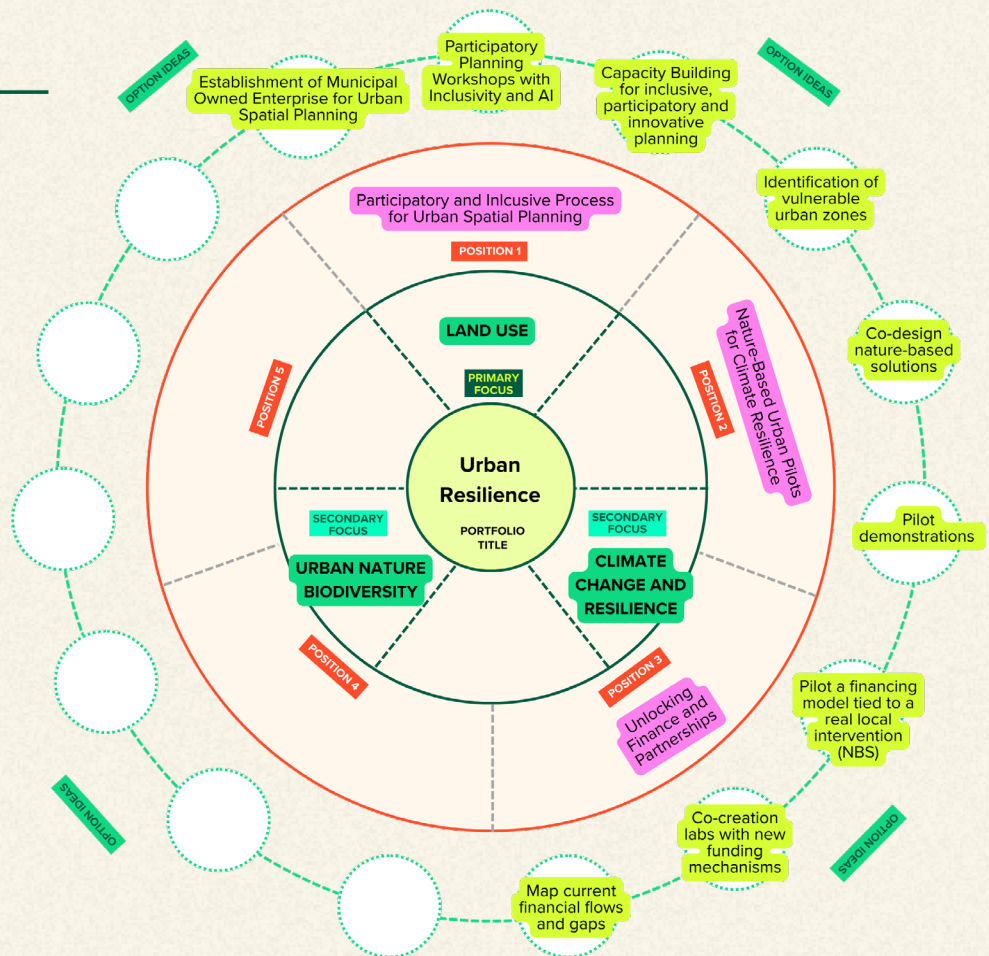 OPTION IDEAS
Participatory
Planning
Workshops with
Inclusivity and AI
OPTION IDEAS
Establishment of Municipal
Owned Enterprise for Urban
Spatial Planning
Capacity Building
for inclusive,
participatory and
innovative
planning
Identification of
vulnerable
urban zones
Participatory and Inlcusive Process
for Urban Spatial Planning
POSITION 1
LAND USE
PRIMARY
FOCUS
Nature-Based Urban Pilots
for Climate Resilience
POSITION 2
Co-design
nature-based
solutions
POSITION 5
Urban
Resilience
PORTFOLIO
TITLE
SECONDARY
FOCUS
URBAN NATURE
BIODIVERSITY
SECONDARY
FOCUS
CLIMATE
CHANGE AND
RESILIENCE
Pilot
demonstrations
POSITION 4
POSITION 3
Unlocking
Finance and
Partnerships
Pilot a financing
model tied to a
real local
intervention
(NBS)
OPTION IDEAS
Co-creation
labs with new
funding
mechanisms
OPTION IDEAS
Map current
financial flows
and gaps